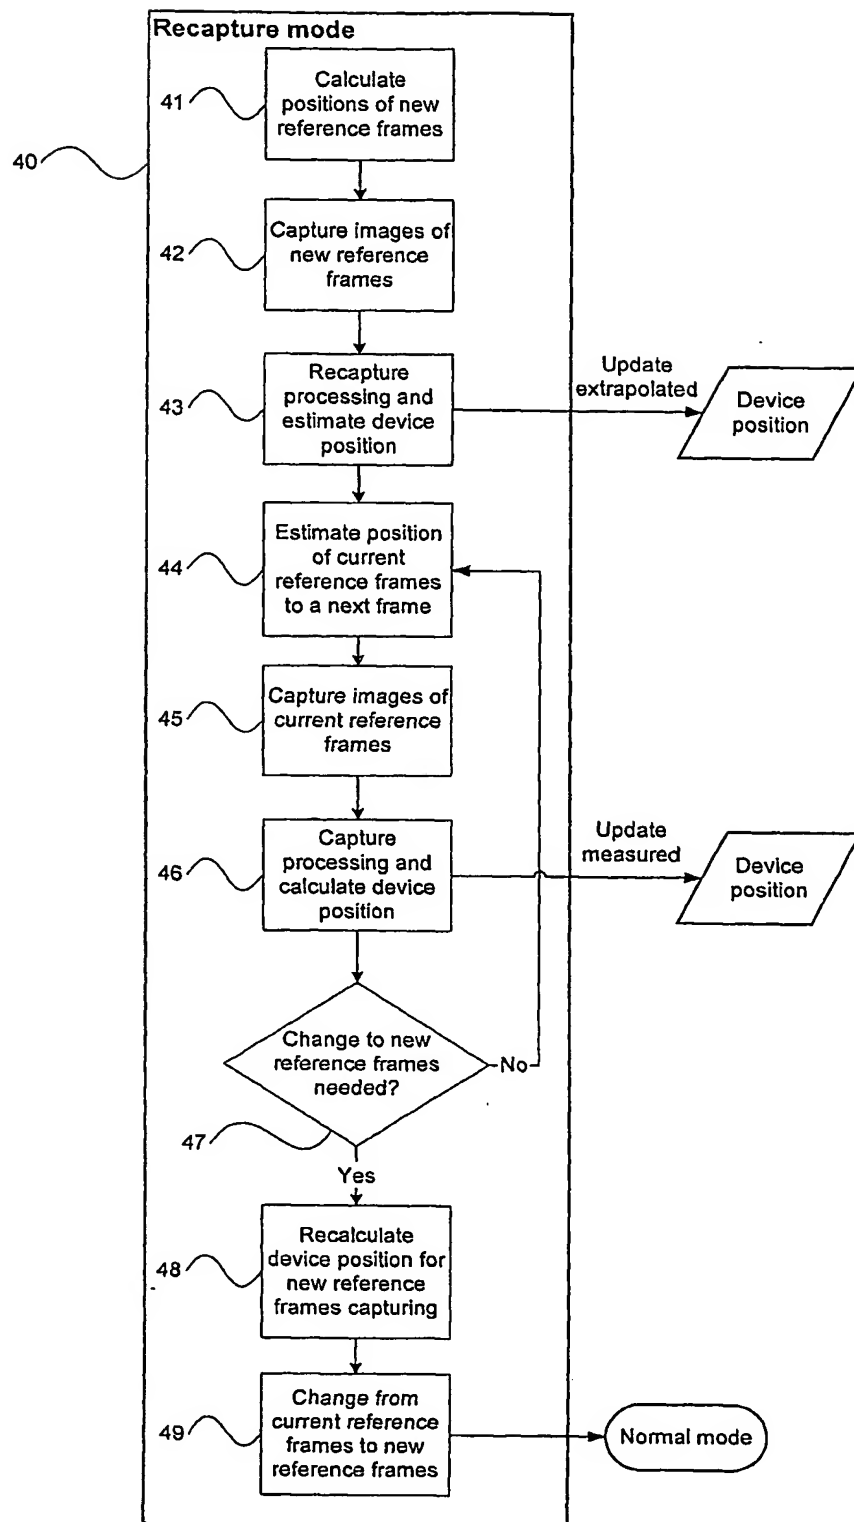 Recapture mode
41
Calculate
positions of new
reference frames
40
42
Capture images of
new reference
frames
43
Recapture
processing and
estimate device
position
Update
extrapolated
Device
position
44
Estimate position
of current
reference frames
to a next frame
45
Capture images of
current reference
frames
46
Capture
processing and
calculate device
position
Update
measured
Device
position
Change to new
reference frames
needed?
No
47
Yes
48
Recalculate
device position for
new reference
frames capturing
49
Change from
current reference
frames to new
reference frames
Normal mode